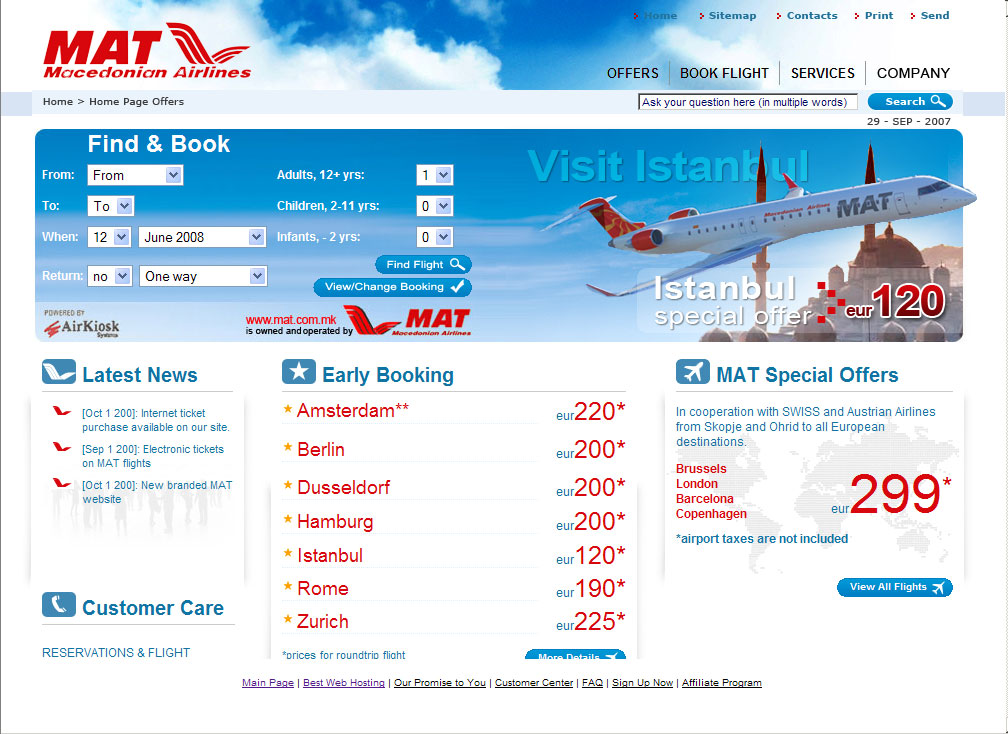 Home Sitemap Contacts Print Send
MAT
Macedonian Airlines
OFFERS BOOK FLIGHT SERVICES COMPANY
Home > Home Page Offers
Ask your question here (in multiple words) Search
29 - SEP - 2007
Find & Book
From: From
Adults, 12+ yrs: 1
To: To
Children, 2-11 yrs: 0
When: 12 June 2008
Infants, - 2 yrs: 0
Return: no One way
Find Flight
View/Change Booking
POWERED BY
AirKiosk
Systems
www.mat.com.mk
is owned and operated by
MAT
Macedonian Airlines
Visit Istanbul
Macedonian Airlines MAT
Istanbul
special offer
eur120
Latest News
[Oct 1 200]: Internet ticket
purchase available on our site.
[Sep 1 200]: Electronic tickets
on MAT flights
[Oct 1 200]: New branded MAT
website
Customer Care
RESERVATIONS & FLIGHT
Early Booking
Amsterdam** eur220*
Berlin eur200*
Dusseldorf eur200*
Hamburg eur200*
Istanbul eur120*
Rome eur190*
Zurich eur225*
*prices for roundtrip flight
More Details
MAT Special Offers
In cooperation with SWISS and Austrian Airlines
from Skopje and Ohrid to all European
destinations.
Brussels
London
Barcelona
Copenhagen
eur299*
*airport taxes are not included
View All Flights
Main Page | Best Web Hosting | Our Promise to You | Customer Center | FAQ | Sign Up Now | Affiliate Program